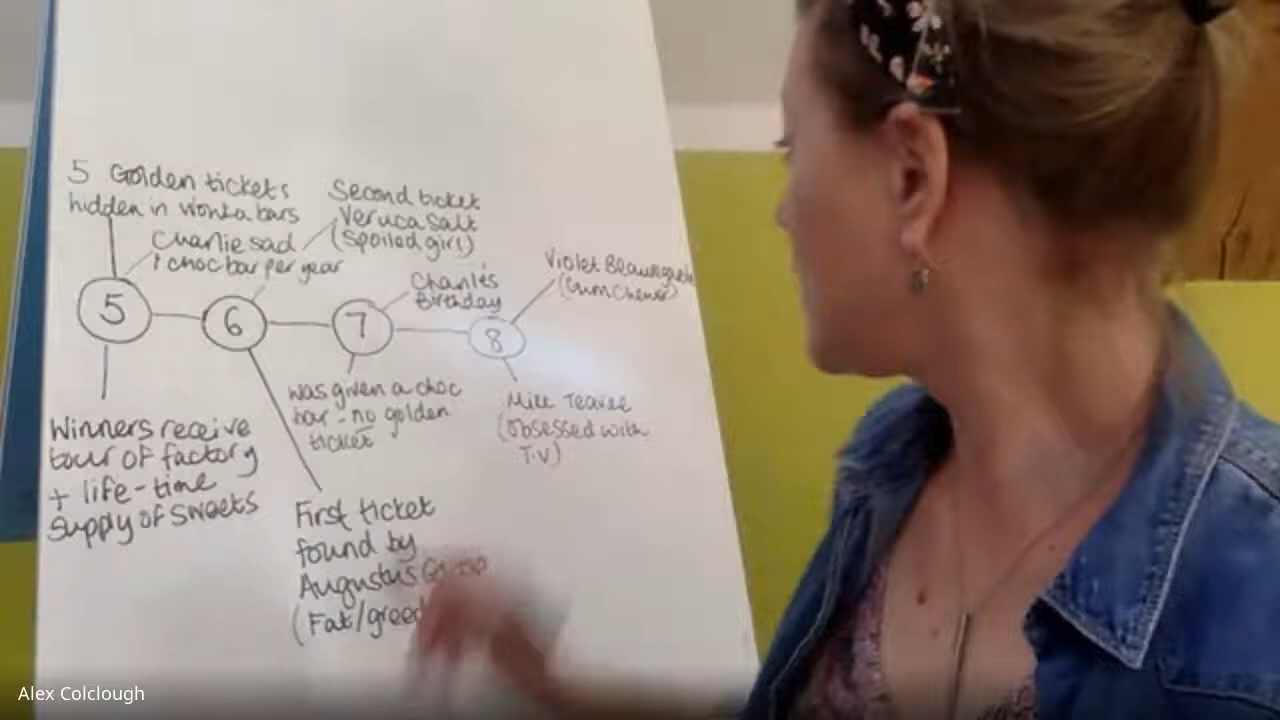 5 Golden tickets
hidden in wonka bars
Charlie sad
1 choc bar per year
Second ticket
Veruca Salt
(Spoiled girl)
Charlie's
Birthday
Violet
(Gum Chewer)
5
6
7
8
Winners receive
tour of factory
+ life-time
supply of sweets
was given a choc
bar - no golden
ticket
Mike Teavee
(obsessed with
T.V)
First ticket
found by
Augustus
(Fat/
Alex Colclough